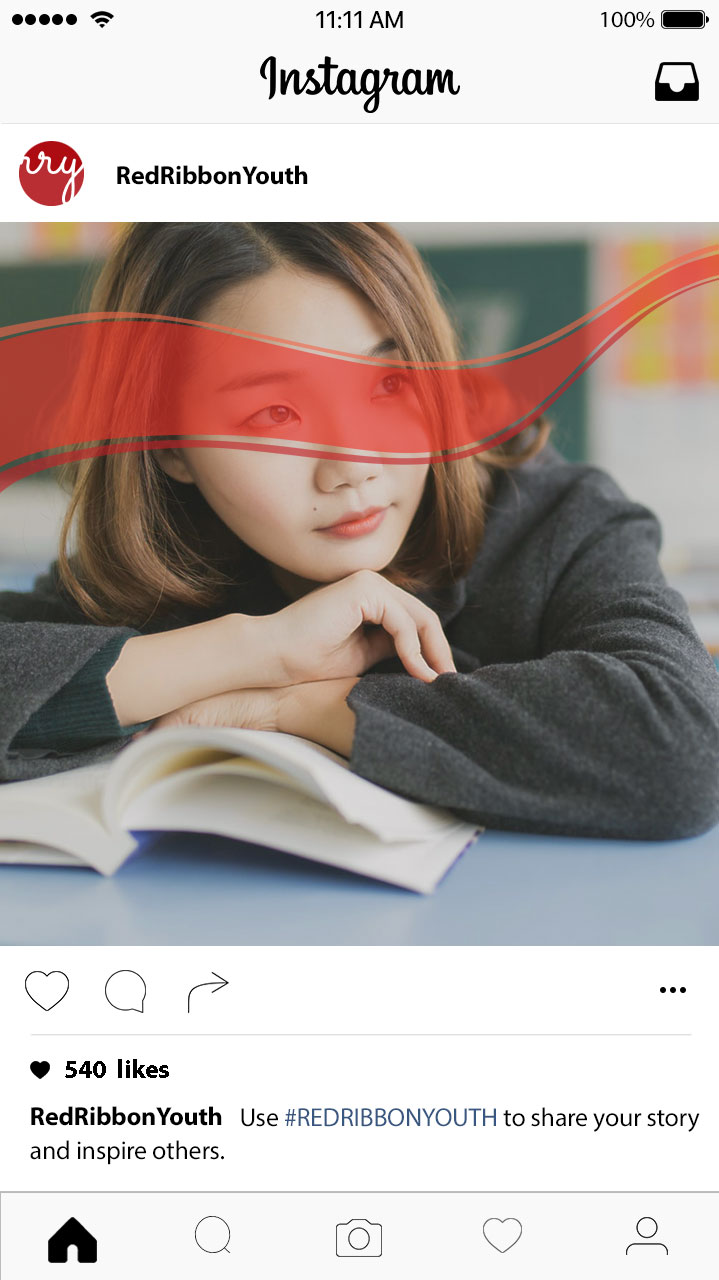 11:11 AM 100%
Instagram
rry
RedRibbonYouth
540 likes
RedRibbonYouth Use #REDRIBBONYOUTH to share your story
and inspire others.